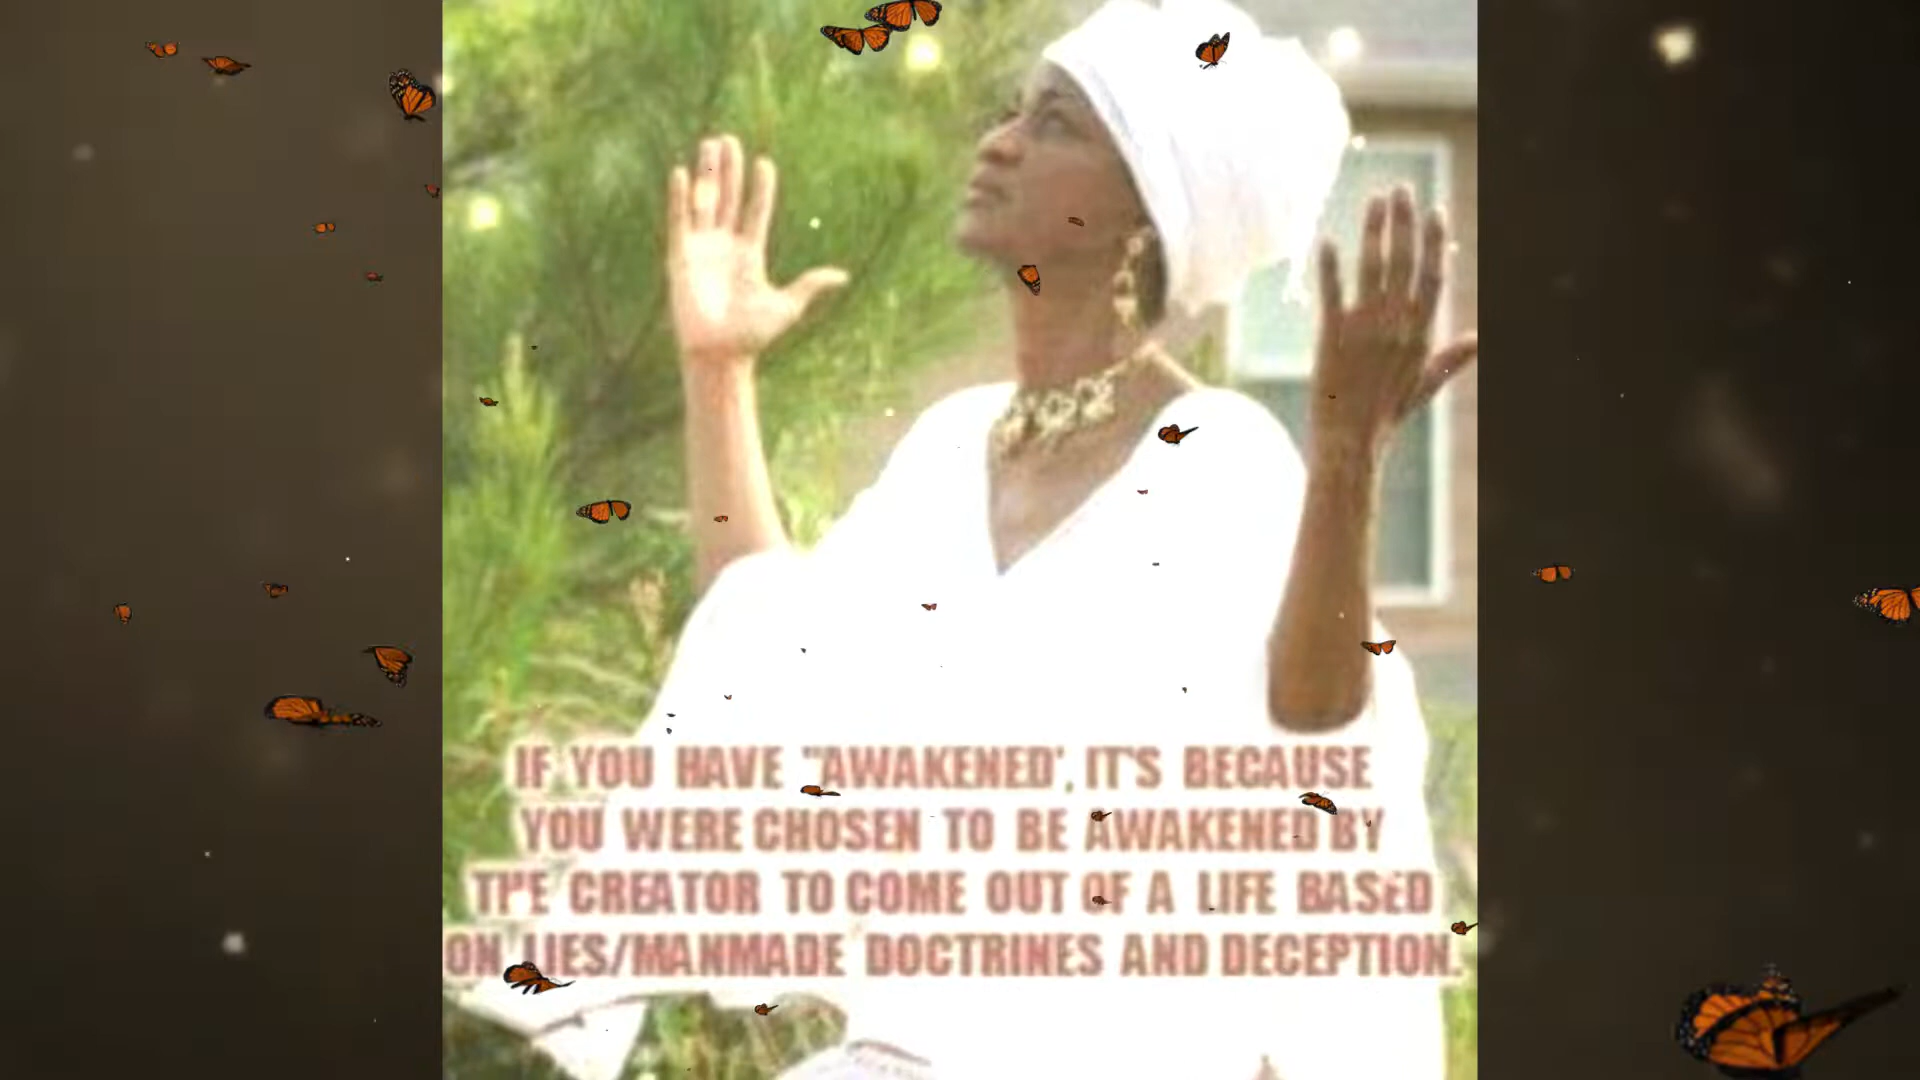 IF YOU HAVE "AWAKENED', IT'S BECAUSE
YOU WERE CHOSEN TO BE AWAKENED BY
THE CREATOR TO COME OUT OF A LIFE BASED
ON LIES/MANMADE DOCTRINES AND DECEPTION.